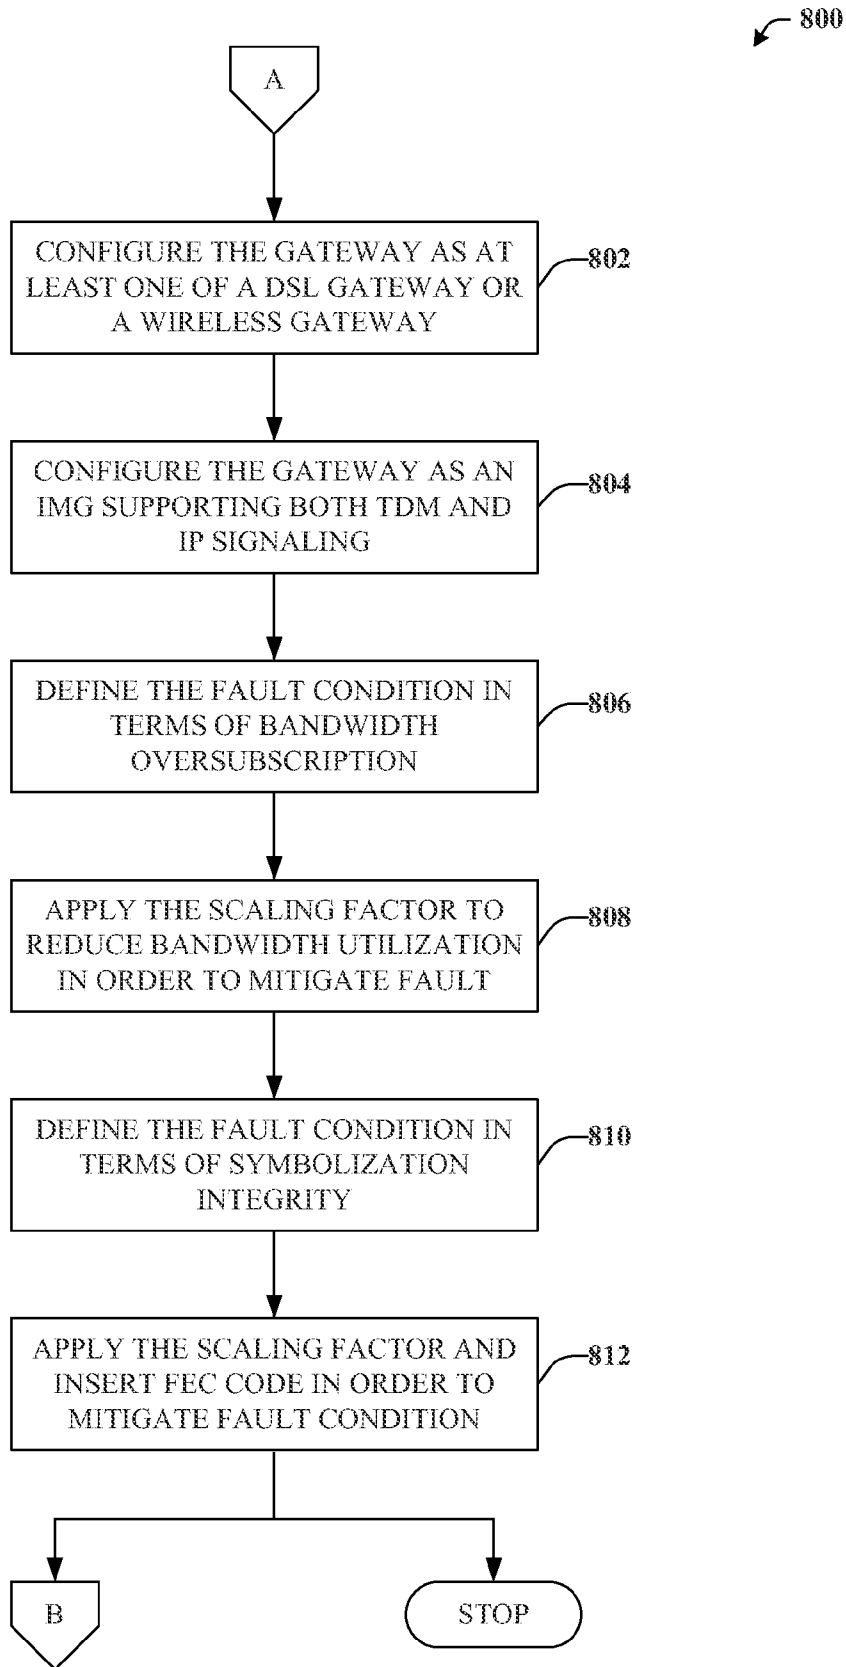 800
A
CONFIGURE THE GATEWAY AS AT
LEAST ONE OF A DSL GATEWAY OR
A WIRELESS GATEWAY
802
CONFIGURE THE GATEWAY AS AN
IMG SUPPORTING BOTH TDM AND
IP SIGNALING
804
DEFINE THE FAULT CONDITION IN
TERMS OF BANDWIDTH
OVERSUBSCRIPTION
806
APPLY THE SCALING FACTOR TO
REDUCE BANDWIDTH UTILIZATION
IN ORDER TO MITIGATE FAULT
808
DEFINE THE FAULT CONDITION IN
TERMS OF SYMBOLIZATION
INTEGRITY
810
APPLY THE SCALING FACTOR AND
INSERT FEC CODE IN ORDER TO
MITIGATE FAULT CONDITION
812
B
STOP